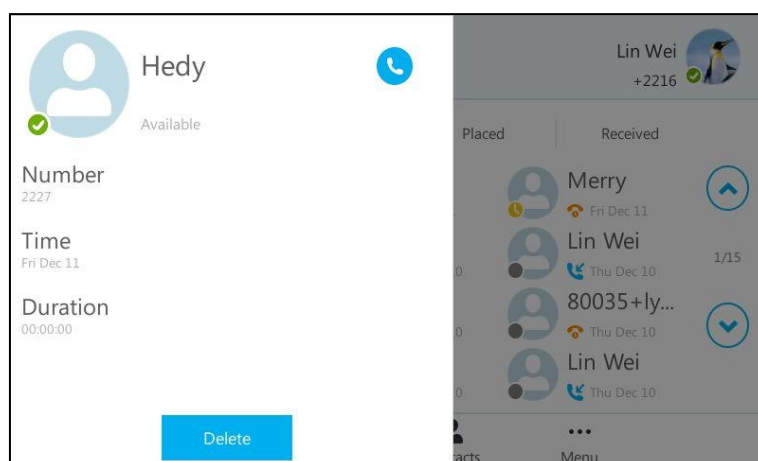 Hedy
Available
Number
2227
Time
Fri Dec 11
Duration
00:00:00
Delete
Lin Wei
+2216
Placed
Received
Merry
Fri Dec 11
Lin Wei
Thu Dec 10
1/15
80035+ly...
Thu Dec 10
Lin Wei
Thu Dec 10
Menu